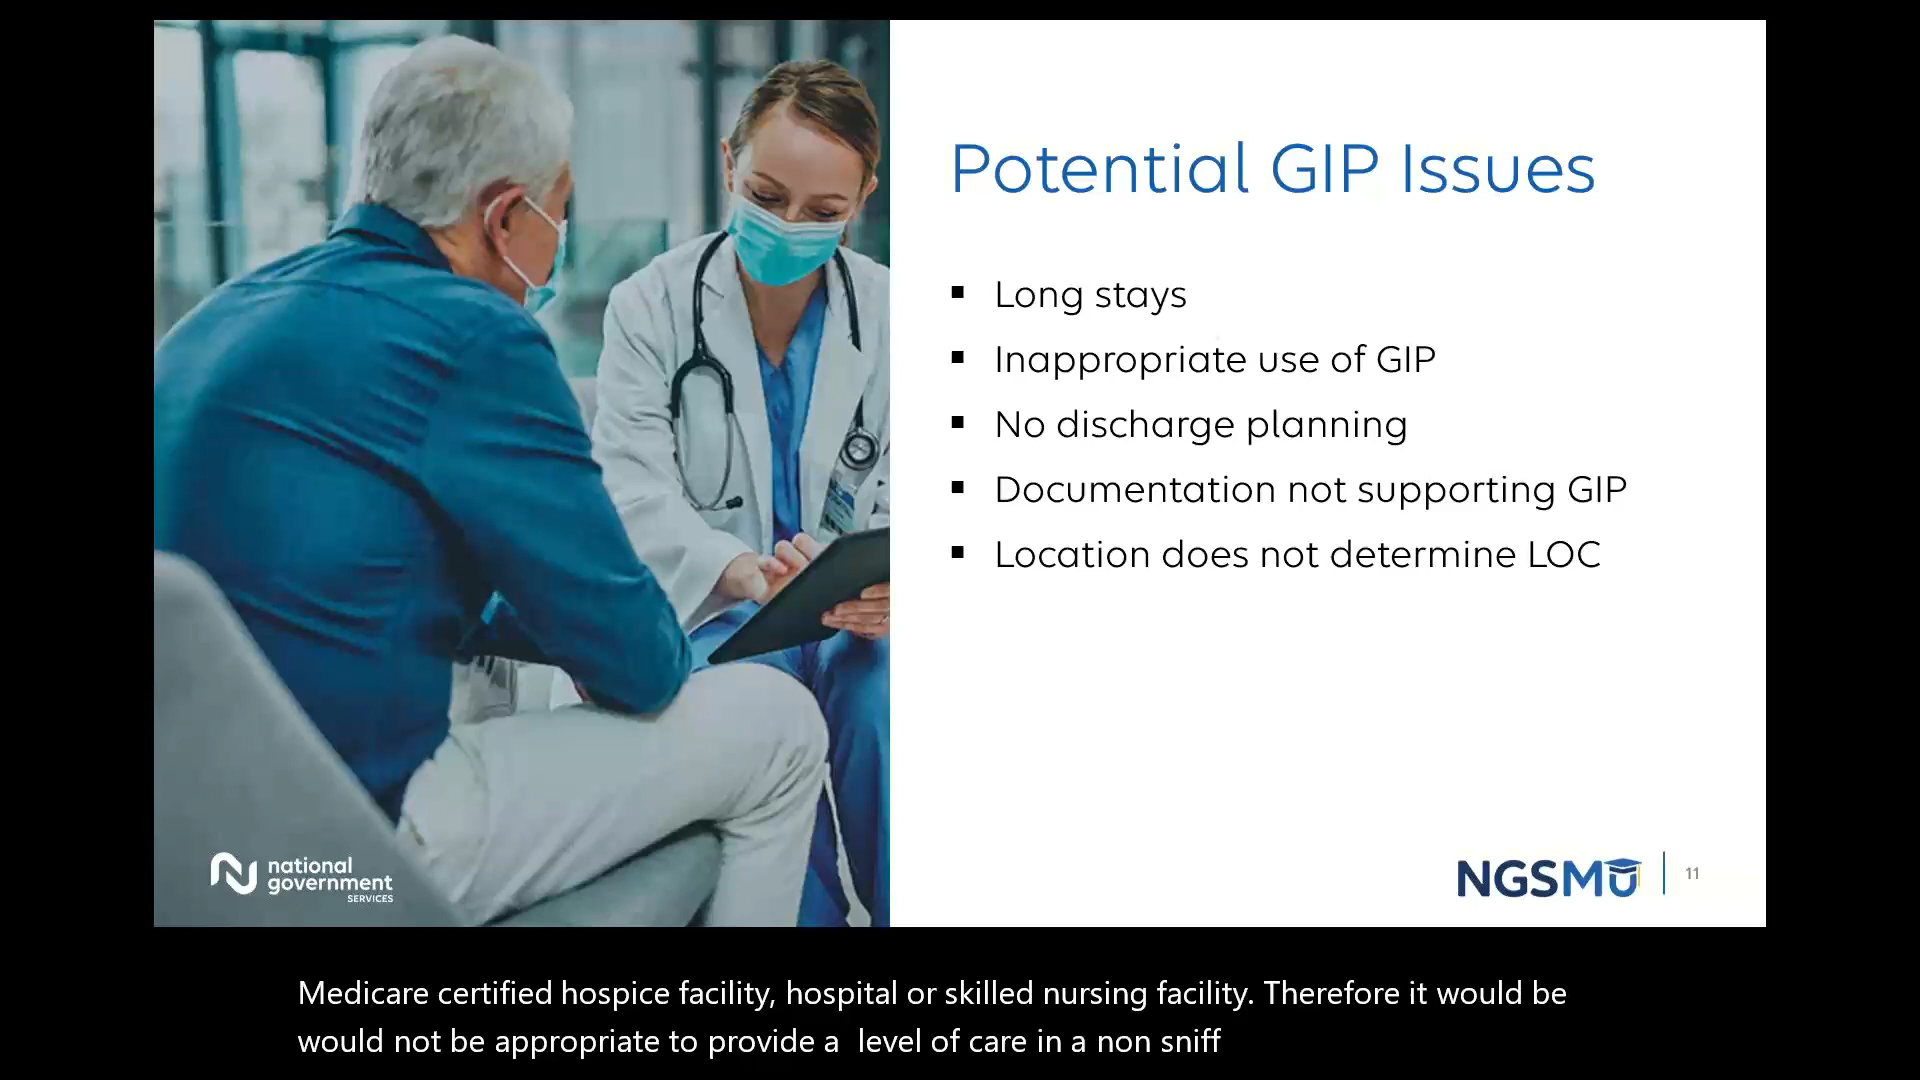 Potential GIP Issues
▪ Long stays
▪ Inappropriate use of GIP
▪ No discharge planning
▪ Documentation not supporting GIP
▪ Location does not determine LOC
national
government
SERVICES
NGSMU
11
Medicare certified hospice facility, hospital or skilled nursing facility. Therefore it would be
would not be appropriate to provide a  level of care in a non sniff